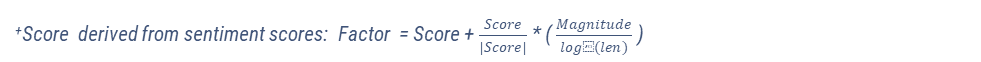 ⁺Score derived from sentiment scores: Factor = Score + Score/|Score| * (Magnitude/log(len))